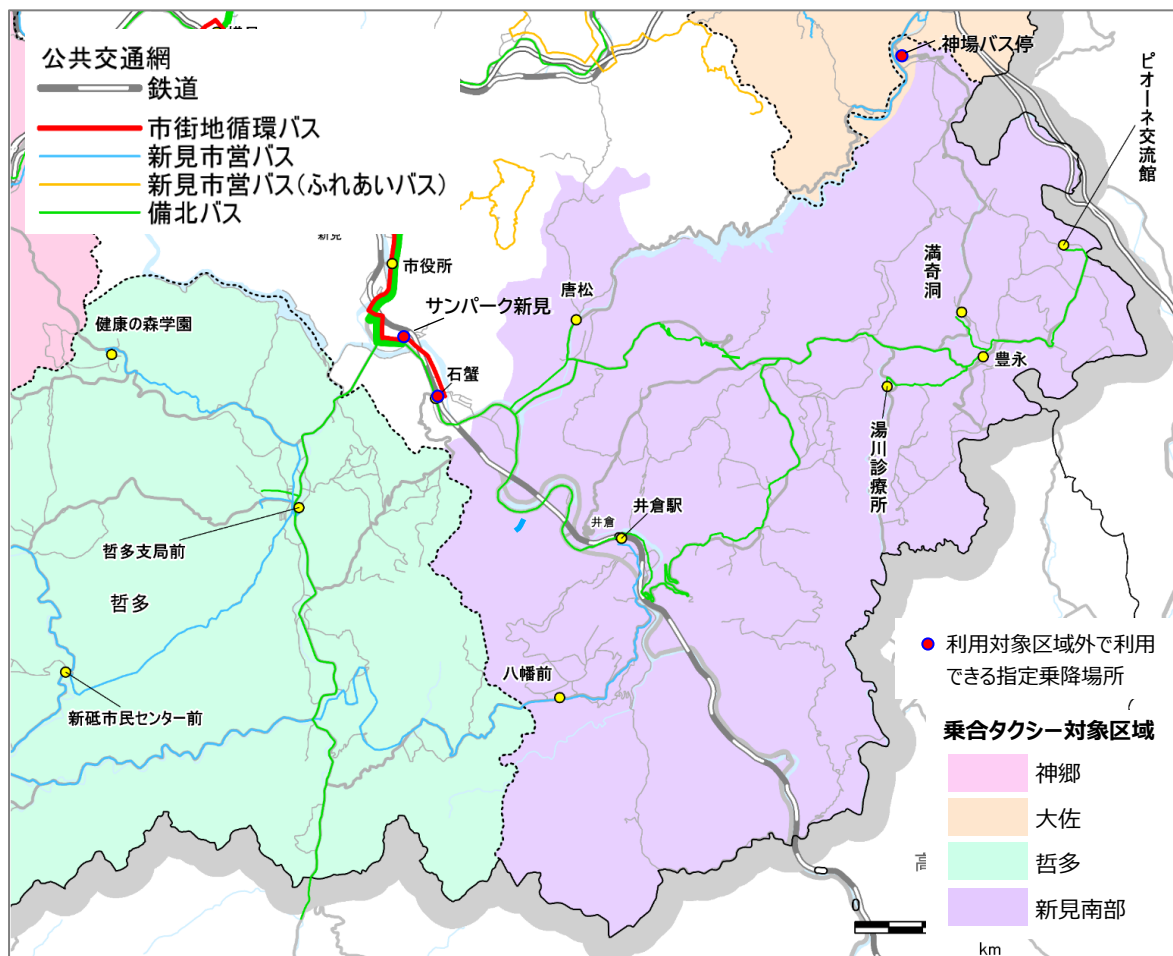 公共交通網
鉄道
市街地循環バス
新見市営バス
新見市営バス(ふれあいバス)
備北バス
神場バス停
ピオーネ交流館
新見
市役所
サンパーク新見
唐松
満奇洞
健康の森学園
石蟹
豊永
湯川診療所
井倉駅
井倉
哲多支局前
哲多
八幡前
新砥市民センター前
利用対象区域外で利用
できる指定乗降場所
乗合タクシー対象区域
神郷
大佐
哲多
新見南部
0
km